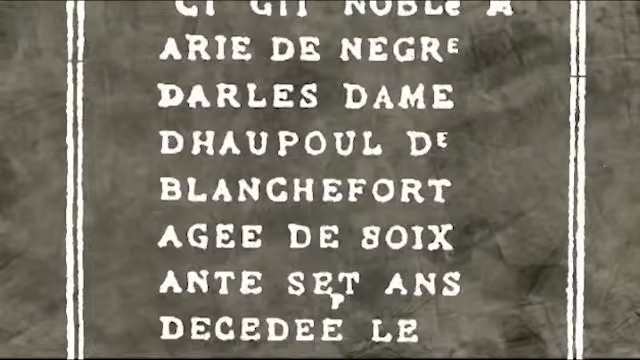 CT GIT NOBLe M
ARIE DE NEGRE
DARLES DAME
DHAUPOUL DE
BLANCHEFORT
AGEE DE SOIX
ANTE SEpT ANS
DECEDEE LE